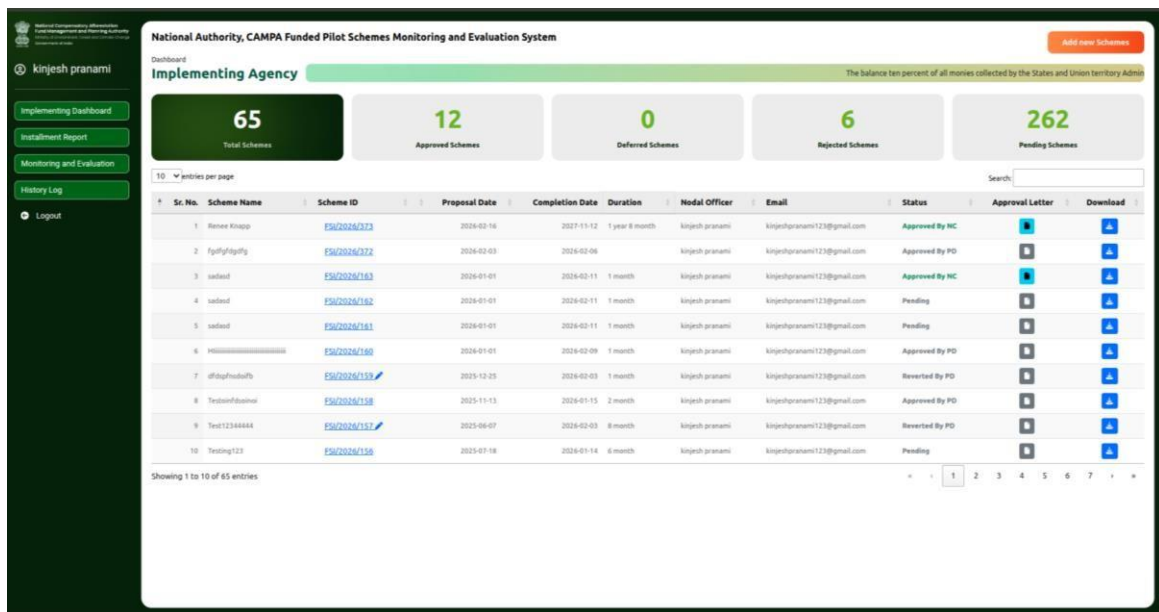 National Compensatory Afforestation
Fund Management and Planning Authority
Government of India
kinjesh pranami
Implementing Dashboard
Installment Report
Monitoring and Evaluation
History Log
Logout
National Authority, CAMPA Funded Pilot Schemes Monitoring and Evaluation System
Add new Schemes
Dashboard
Implementing Agency
The balance ten percent of all monies collected by the States and Union territory Admin
65 12 0 6 262
Total Schemes Approved Schemes Deferred Schemes Rejected Schemes Pending Schemes
10 entries per page Search:
Sr. No. Scheme Name Scheme ID Proposal Date Completion Date Duration Nodal Officer Email Status Approval Letter Download
1 Renee Knapp FSI/2026/373 2026-02-16 2027-11-12 1 year 8 month kinjesh pranami kinjeshpranami123@gmail.com Approved By NC
2 FSI/2026/372 2026-02-03 2026-02-06 kinjesh pranami kinjeshpranami123@gmail.com Approved By PD
3 sadasd FSI/2026/163 2026-01-01 2026-02-11 1 month kinjesh pranami kinjeshpranami123@gmail.com Approved By NC
4 sadasd FSI/2026/162 2026-01-01 2026-02-11 1 month kinjesh pranami kinjeshpranami123@gmail.com Pending
5 sadasd FSI/2026/161 2026-01-01 2026-02-11 1 month kinjesh pranami kinjeshpranami123@gmail.com Pending
6 FSI/2026/160 2026-01-01 2026-02-09 1 month kinjesh pranami kinjeshpranami123@gmail.com Approved By PD
7 FSI/2026/159 2025-12-25 2026-02-03 1 month kinjesh pranami kinjeshpranami123@gmail.com Reverted By PD
8 FSI/2026/158 2025-11-13 2026-01-15 2 month kinjesh pranami kinjeshpranami123@gmail.com Approved By PD
9 Test12344444 FSI/2026/157 2025-06-07 2026-02-03 8 month kinjesh pranami kinjeshpranami123@gmail.com Reverted By PD
10 Testing123 FSI/2026/156 2025-07-18 2026-01-14 6 month kinjesh pranami kinjeshpranami123@gmail.com Pending
Showing 1 to 10 of 65 entries « ‹ 1 2 3 4 5 6 7 › »